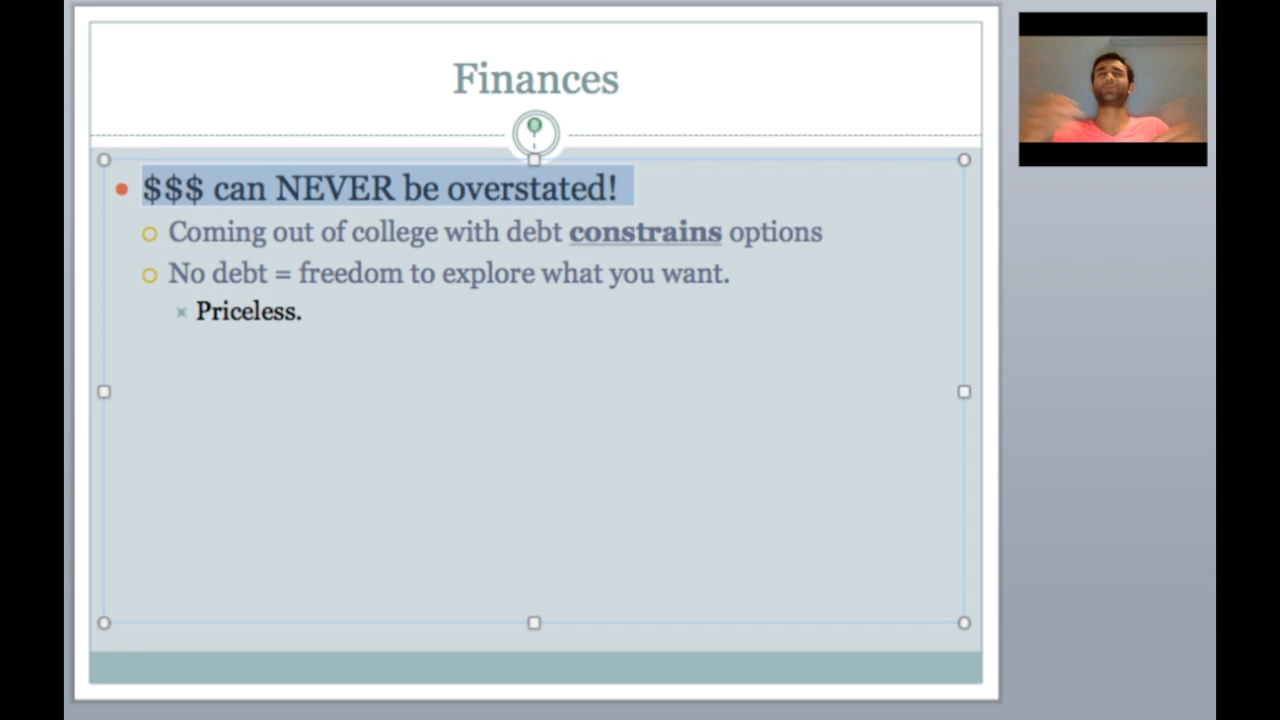 Finances
$$$ can NEVER be overstated!
Coming out of college with debt constrains options
No debt = freedom to explore what you want.
Priceless.